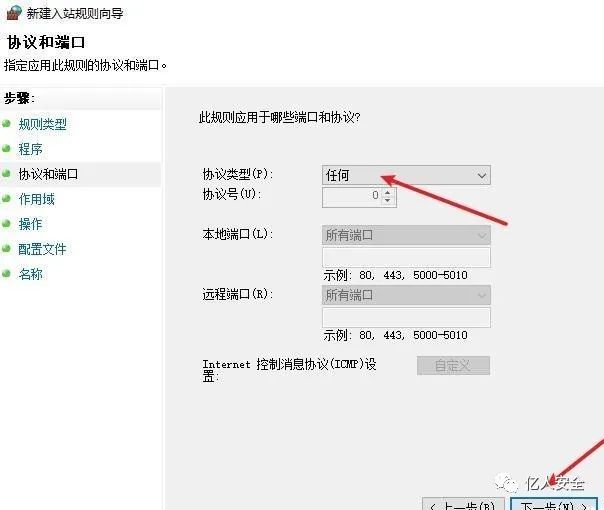 新建入站规则向导
协议和端口
指定应用此规则的协议和端口。
步骤:
规则类型
程序
协议和端口
作用域
操作
配置文件
名称
此规则应用于哪些端口和协议?
协议类型(P): 任何
协议号(U): 0
本地端口(L): 所有端口
示例: 80, 443, 5000-5010
远程端口(R): 所有端口
示例: 80, 443, 5000-5010
Internet 控制消息协议(ICMP)设
置: 自定义
亿人安全
< 上一步(B) 下一步(N) >